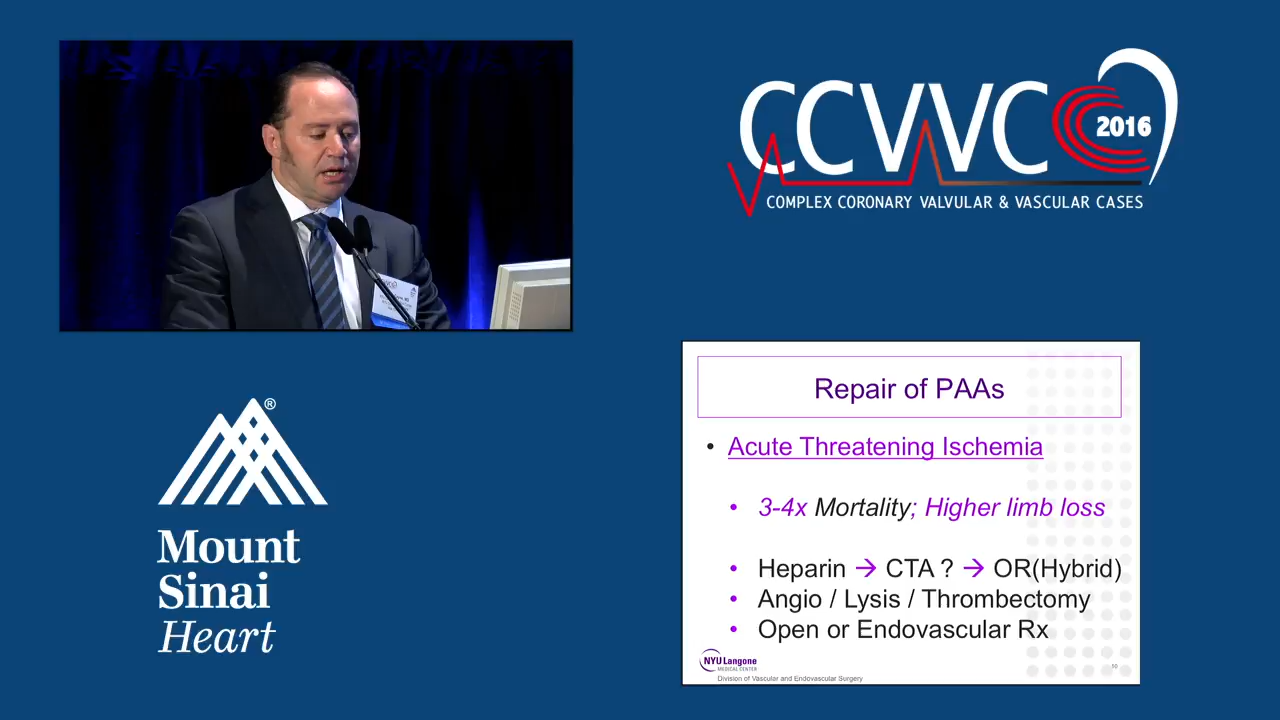 CCVVC
2016
COMPLEX CORONARY VALVULAR & VASCULAR CASES
®
Mount
Sinai
Heart
Repair of PAAs
• Acute Threatening Ischemia
• 3-4x Mortality; Higher limb loss
• Heparin → CTA ? → OR(Hybrid)
• Angio / Lysis / Thrombectomy
• Open or Endovascular Rx
NYU Langone
MEDICAL CENTER
Division of Vascular and Endovascular Surgery
10